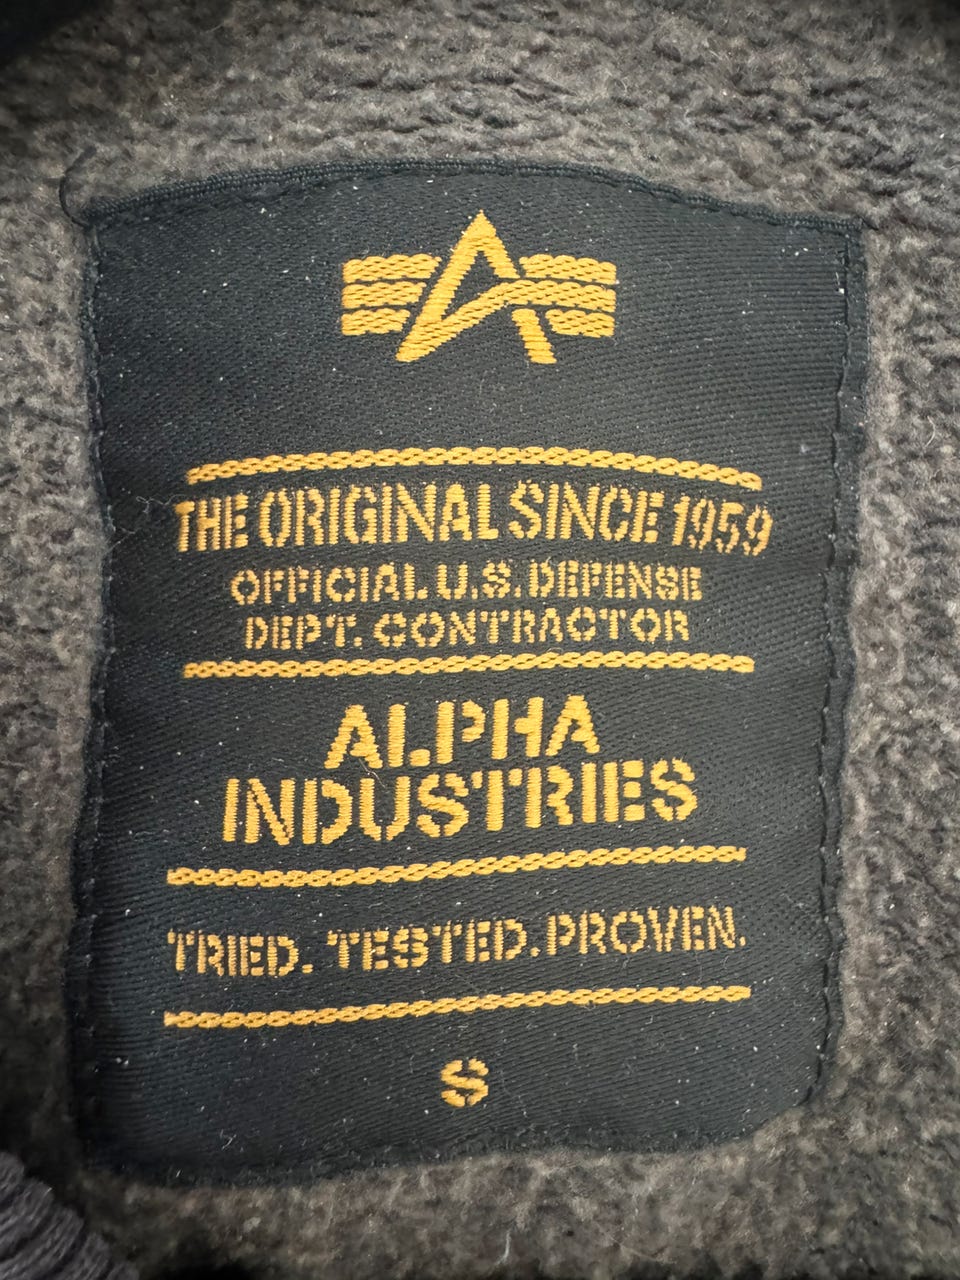 THE ORIGINAL SINCE 1959
OFFICIAL U.S. DEFENSE
DEPT. CONTRACTOR
ALPHA
INDUSTRIES
TRIED. TESTED. PROVEN.
S